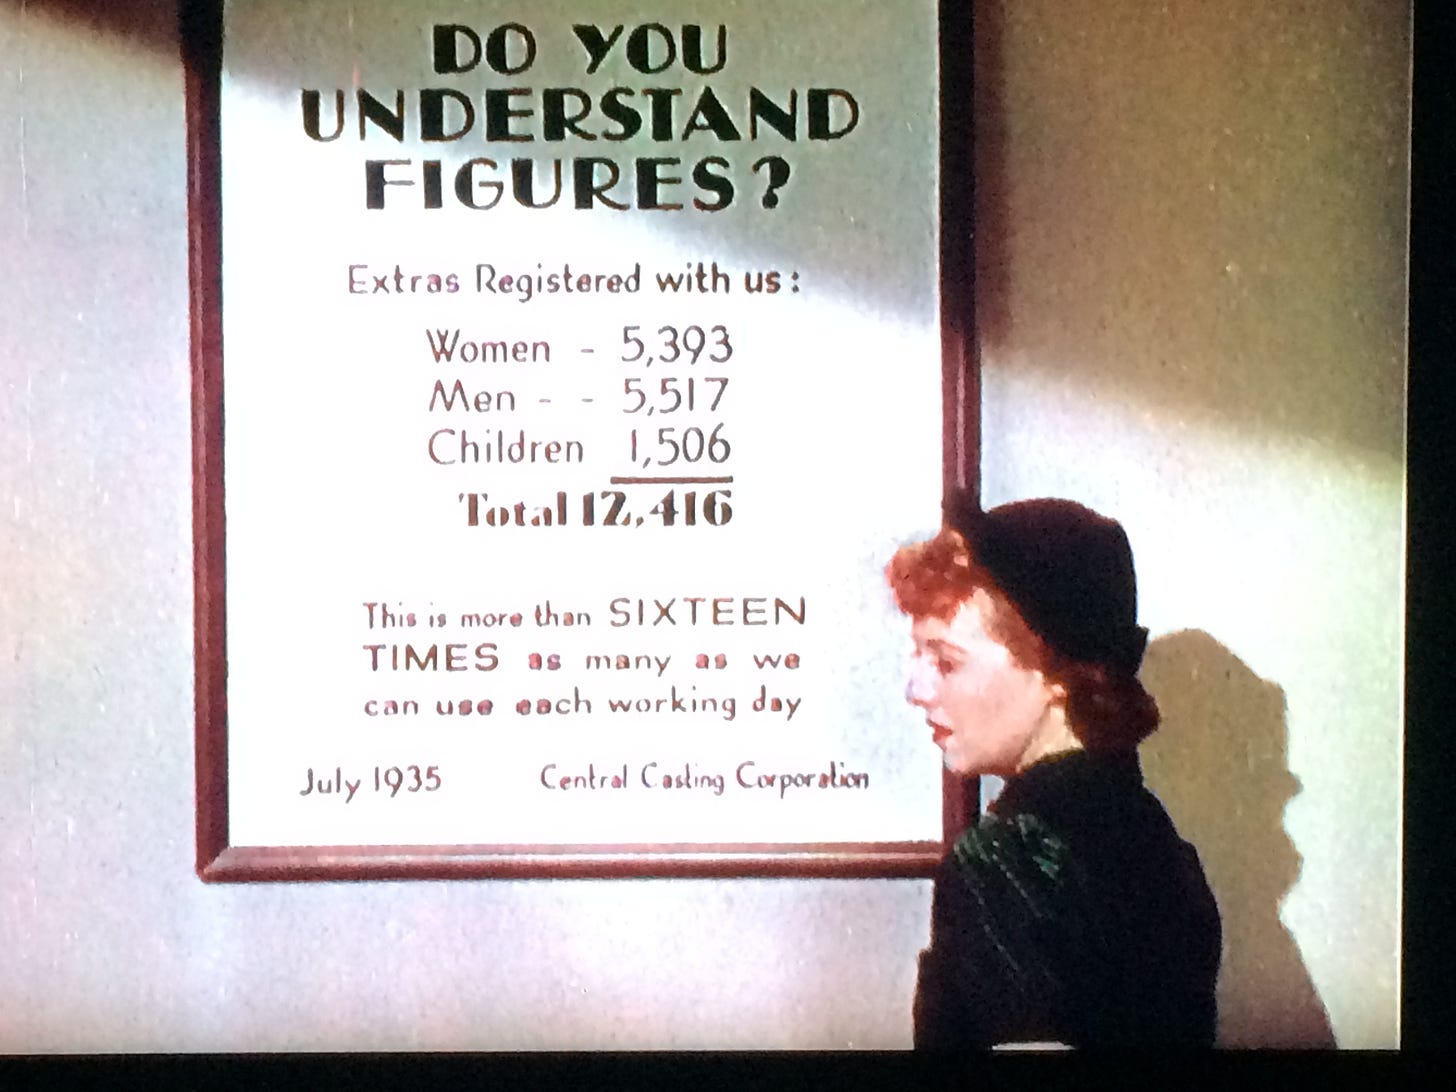 DO YOU
UNDERSTAND
FIGURES?
Extras Registered with us:
Women - 5,393
Men - - 5,517
Children 1,506
Total 12,416
This is more than SIXTEEN
TIMES as many as we
can use each working day
July 1935 Central Casting Corporation